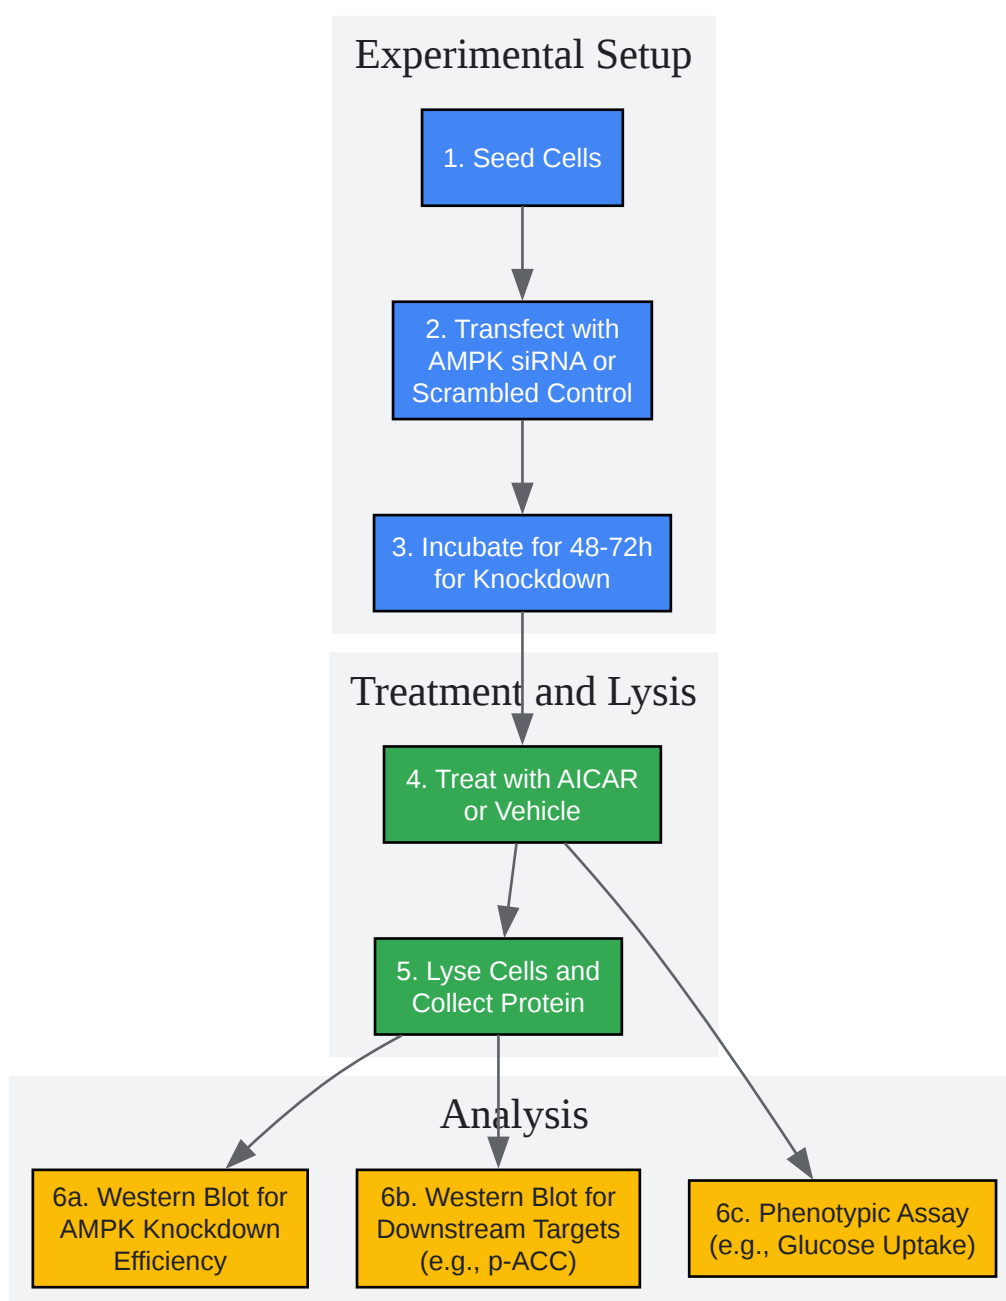 Experimental Setup
1. Seed Cells
2. Transfect with
AMPK siRNA or
Scrambled Control
3. Incubate for 48-72h
for Knockdown
Treatment and Lysis
4. Treat with AICAR
or Vehicle
5. Lyse Cells and
Collect Protein
Analysis
6a. Western Blot for
AMPK Knockdown
Efficiency
6b. Western Blot for
Downstream Targets
(e.g., p-ACC)
6c. Phenotypic Assay
(e.g., Glucose Uptake)